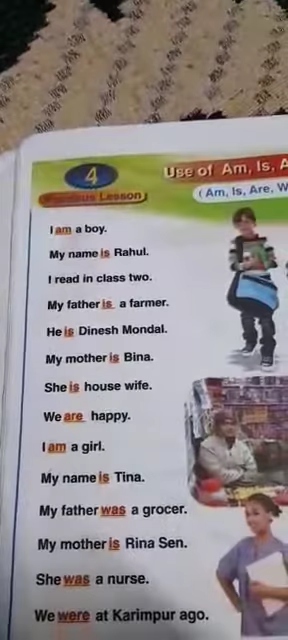 4
Use of Am, Is,
Lesson
( Am, Is, Are,
I am a boy.
My name is Rahul.
I read in class two.
My father is a farmer.
He is Dinesh Mondal.
My mother is Bina.
She is house wife.
We are happy.
I am a girl.
My name is Tina.
My father was a grocer.
My mother is Rina Sen.
She was a nurse.
We were at Karimpur ago.